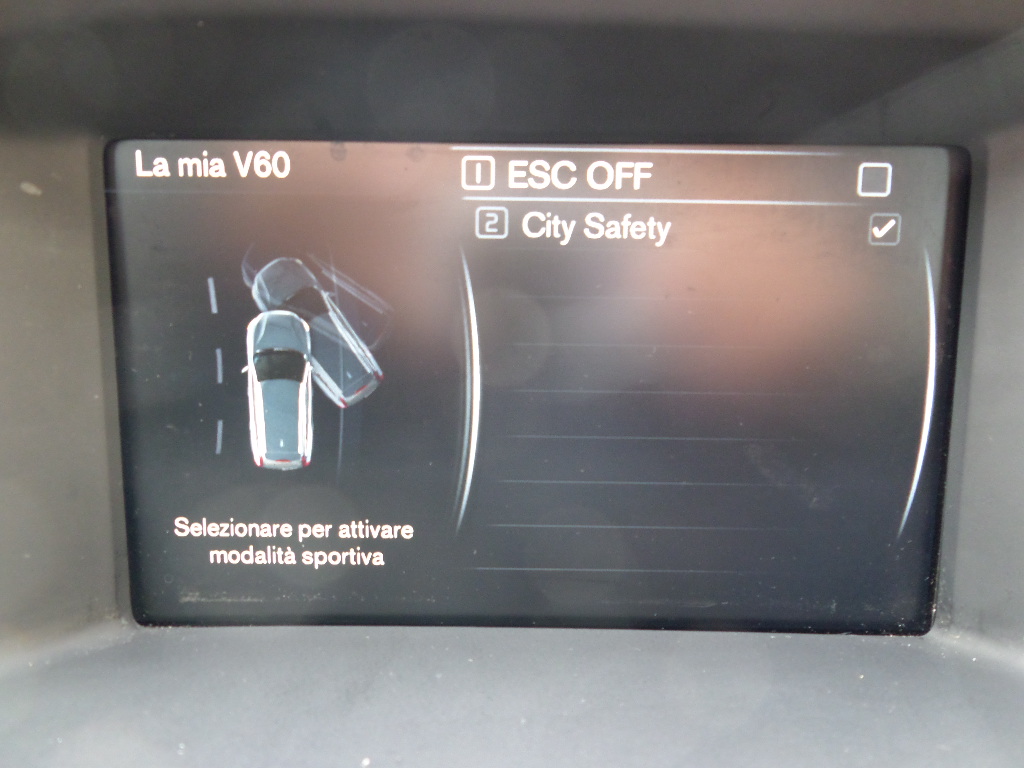 La mia V60
1 ESC OFF
2 City Safety
Selezionare per attivare
modalità sportiva